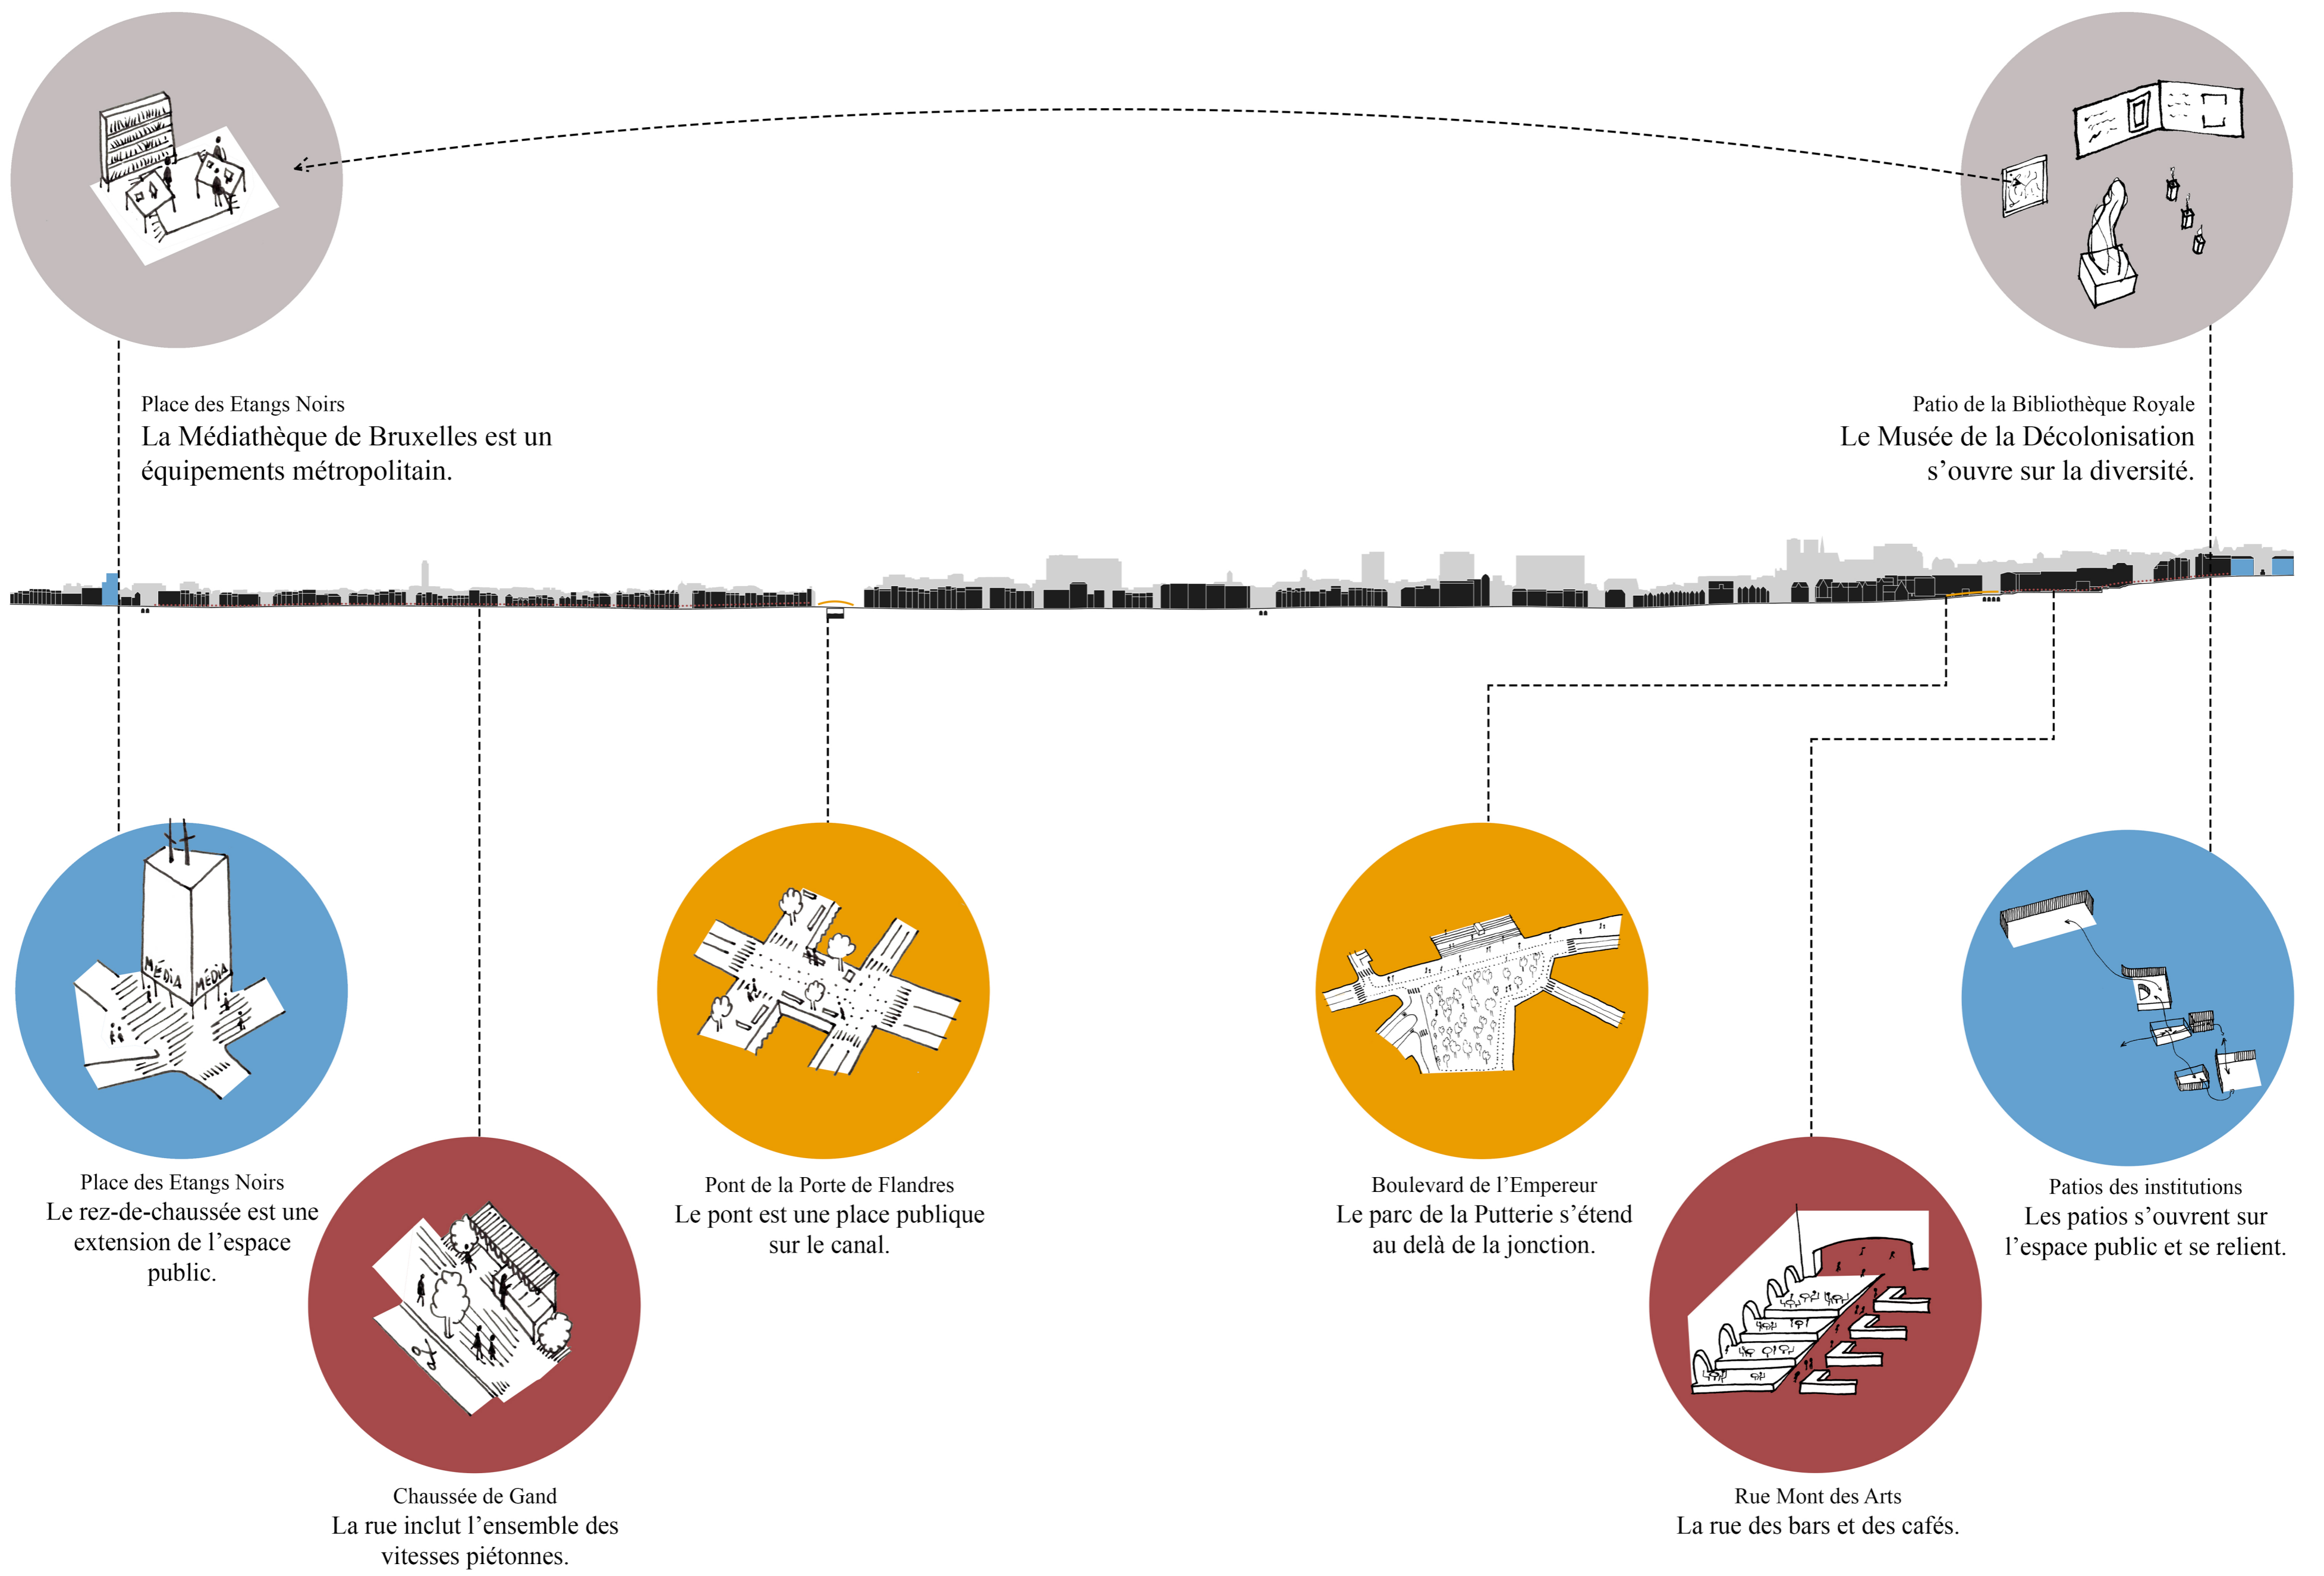 Place des Etangs Noirs
La Médiathèque de Bruxelles est un
équipements métropolitain.
Patio de la Bibliothèque Royale
Le Musée de la Décolonisation
s’ouvre sur la diversité.
MÉDIA MÉDIA
Place des Etangs Noirs
Le rez-de-chaussée est une
extension de l’espace
public.
Chaussée de Gand
La rue inclut l’ensemble des
vitesses piétonnes.
Pont de la Porte de Flandres
Le pont est une place publique
sur le canal.
Boulevard de l’Empereur
Le parc de la Putterie s’étend
au delà de la jonction.
Rue Mont des Arts
La rue des bars et des cafés.
Patios des institutions
Les patios s’ouvrent sur
l’espace public et se relient.